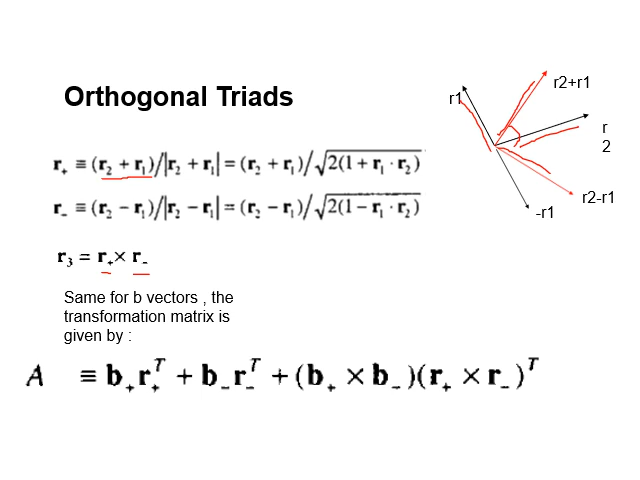 Orthogonal Triads
r₊ ≡ (r₂ + r₁)/|r₂ + r₁| = (r₂ + r₁)/√2(1 + r₁ · r₂)
r₋ ≡ (r₂ − r₁)/|r₂ − r₁| = (r₂ − r₁)/√2(1 − r₁ · r₂)
r₃ = r₊× r₋
Same for b vectors , the
transformation matrix is
given by :
A ≡ b₊r₊ᵀ + b₋r₋ᵀ + (b₊ × b₋)(r₊ × r₋)ᵀ
r2+r1
r1
r
2
r2-r1
-r1